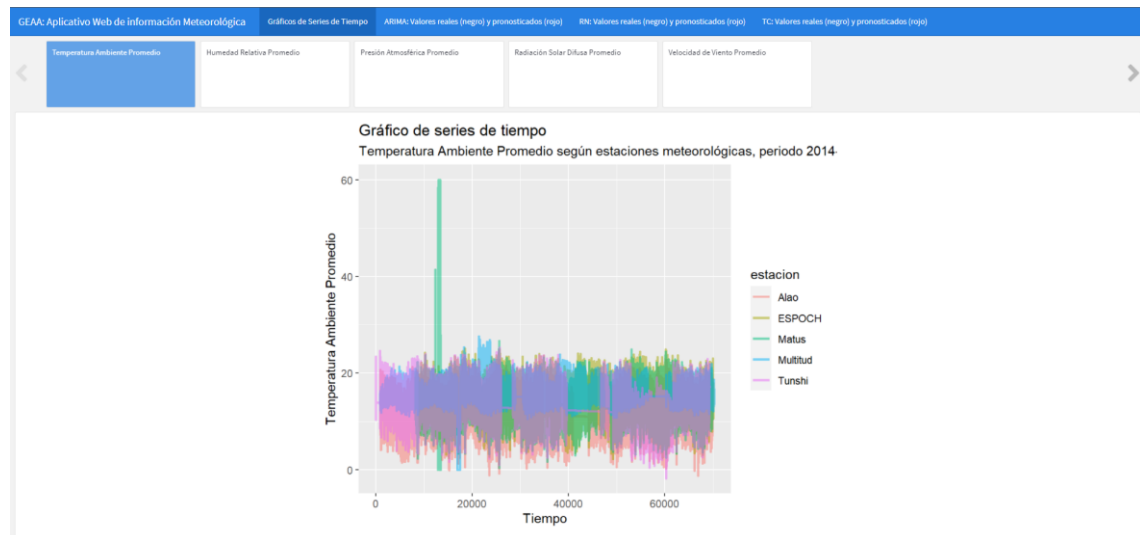 GEAA: Aplicativo Web de información Meteorológica
Gráficos de Series de Tiempo
ARIMA: Valores reales (negro) y pronosticados (rojo)
RN: Valores reales (negro) y pronosticados (rojo)
TC: Valores reales (negro) y pronosticados (rojo)
Temperatura Ambiente Promedio
Humedad Relativa Promedio
Presión Atmosférica Promedio
Radiación Solar Difusa Promedio
Velocidad de Viento Promedio
Gráfico de series de tiempo
Temperatura Ambiente Promedio según estaciones meteorológicas, periodo 2014-
Temperatura Ambiente Promedio
60
40
20
0
0
20000
40000
60000
Tiempo
estacion
Alao
ESPOCH
Matus
Multitud
Tunshi